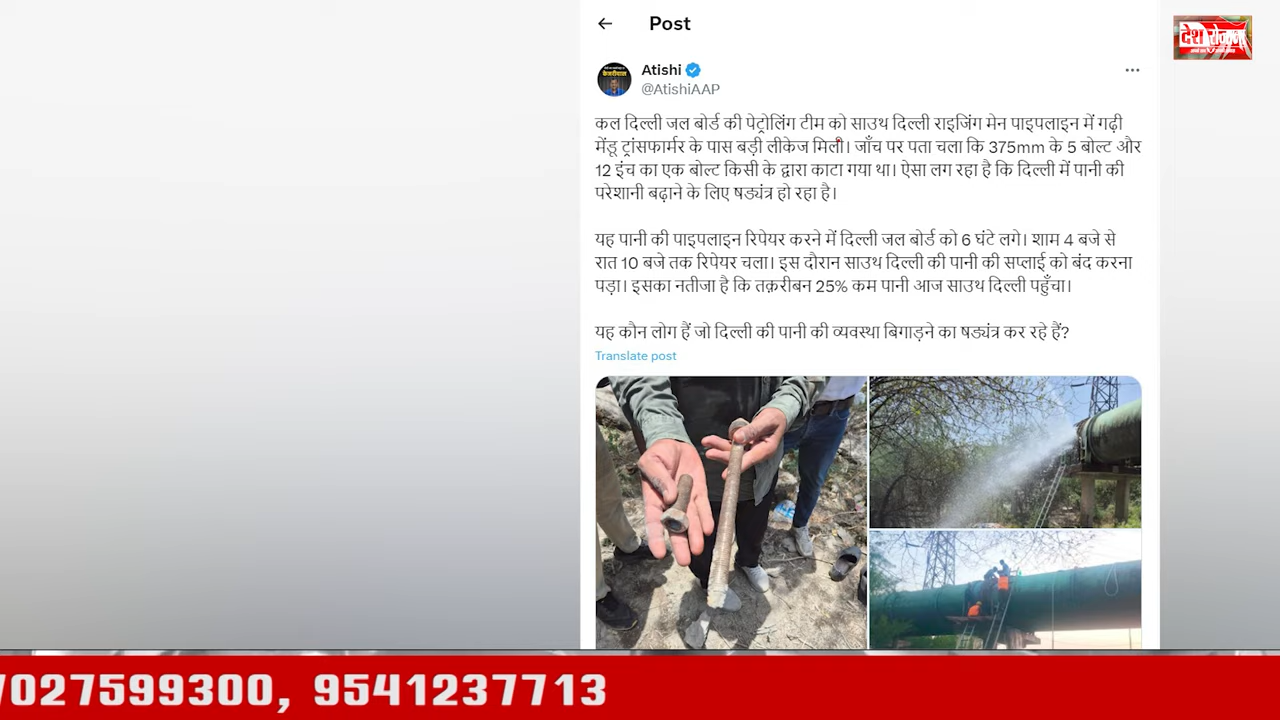 Post
देश रोजाना
Atishi
@AtishiAAP
कल दिल्ली जल बोर्ड की पेट्रोलिंग टीम को साउथ दिल्ली राइजिंग मेन पाइपलाइन में गढ़ी
मेंडू ट्रांसफार्मर के पास बड़ी लीकेज मिली। जाँच पर पता चला कि 375mm के 5 बोल्ट और
12 इंच का एक बोल्ट किसी के द्वारा काटा गया था। ऐसा लग रहा है कि दिल्ली में पानी की
परेशानी बढ़ाने के लिए षड्यंत्र हो रहा है।
यह पानी की पाइपलाइन रिपेयर करने में दिल्ली जल बोर्ड को 6 घंटे लगे। शाम 4 बजे से
रात 10 बजे तक रिपेयर चला। इस दौरान साउथ दिल्ली की पानी की सप्लाई को बंद करना
पड़ा। इसका नतीजा है कि तक़रीबन 25% कम पानी आज साउथ दिल्ली पहुँचा।
यह कौन लोग हैं जो दिल्ली की पानी की व्यवस्था बिगाड़ने का षड्यंत्र कर रहे हैं?
Translate post
7027599300, 9541237713